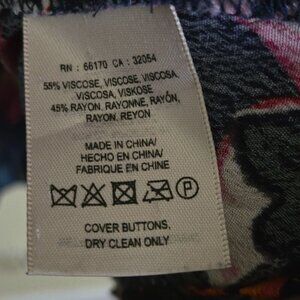 RN : 66170 CA : 32054
55% VISCOSE, VISCOSE, VISCOSA,
VISCOSA, VISKOSE
45% RAYON, RAYONNE, RAYÓN,
RAYON, REYON
MADE IN CHINA/
HECHO EN CHINA/
FABRIQUE EN CHINE
P
COVER BUTTONS,
DRY CLEAN ONLY